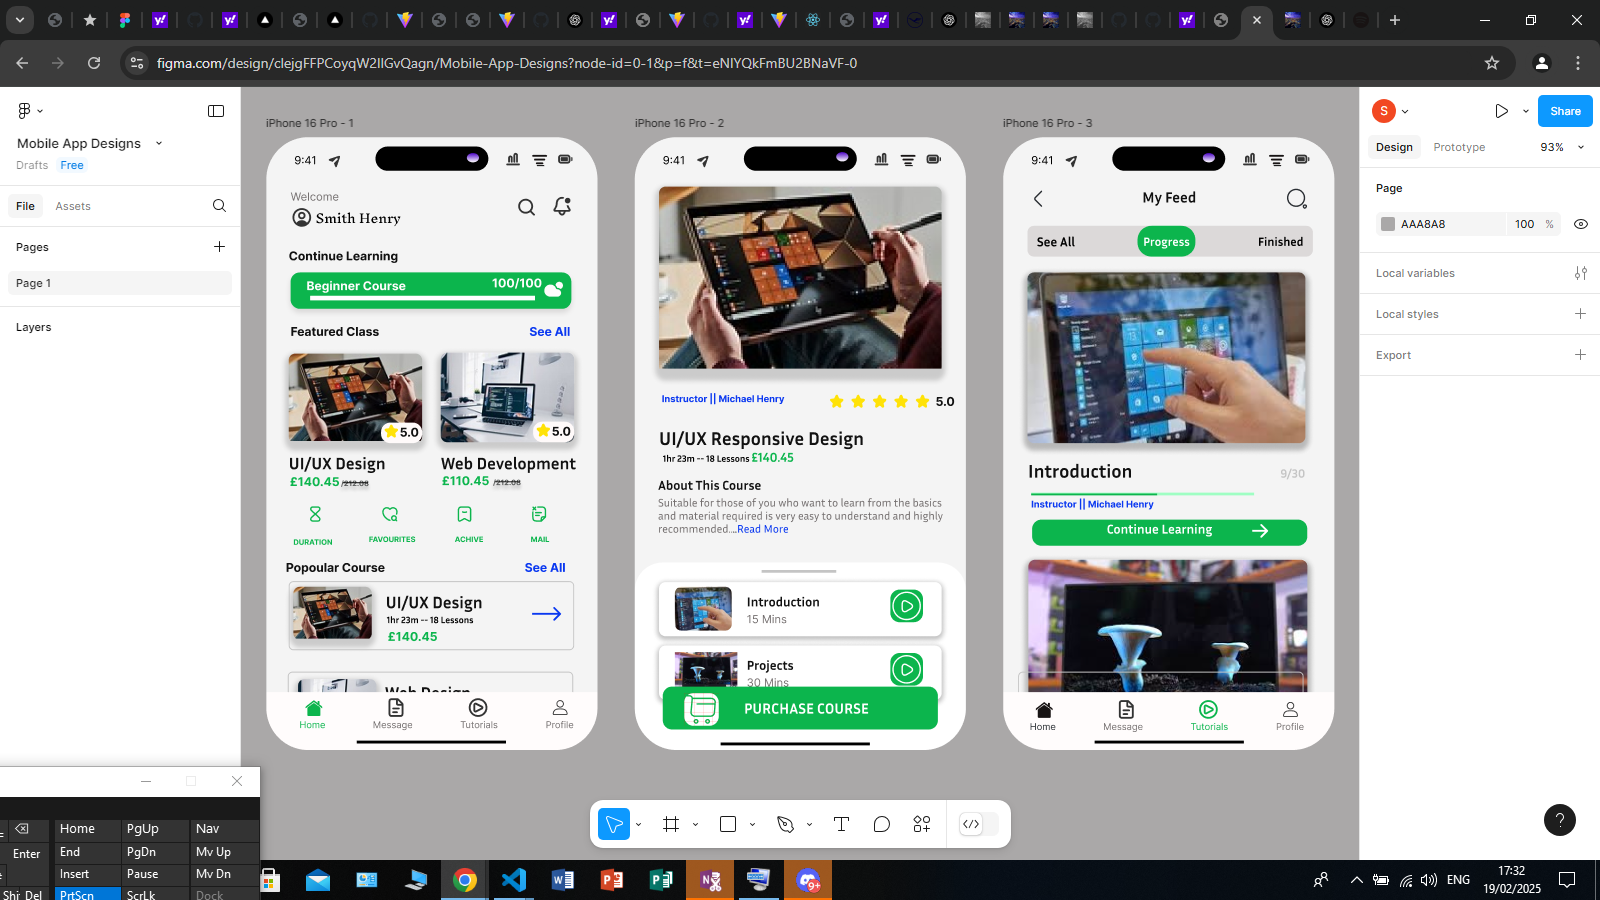 figma.com/design/clejgFFPCoyqW2lIGvQagn/Mobile-App-Designs?node-id=0-1&p=f&t=eNIYQkFmBU2BNaVF-0
Mobile App Designs
Drafts Free
File Assets
Pages
Page 1
Layers
iPhone 16 Pro - 1
9:41
Welcome
Smith Henry
Continue Learning
Beginner Course 100/100
Featured Class See All
5.0 5.0
UI/UX Design Web Development
£140.45 /212.08 £110.45 /212.08
DURATION FAVOURITES ACHIVE MAIL
Popoular Course See All
UI/UX Design
1hr 23m -- 18 Lessons
£140.45
Web Design
Home Message Tutorials Profile
iPhone 16 Pro - 2
9:41
Instructor || Michael Henry 5.0
UI/UX Responsive Design
1hr 23m -- 18 Lessons £140.45
About This Course
Suitable for those of you who want to learn from the basics
and material required is very easy to understand and highly
recommended....Read More
Introduction
15 Mins
Projects
30 Mins
PURCHASE COURSE
iPhone 16 Pro - 3
9:41
My Feed
See All Progress Finished
Introduction 9/30
Instructor || Michael Henry
Continue Learning
Home Message Tutorials Profile
S
Share
Design Prototype 93%
Page
AAA8A8 100 %
Local variables
Local styles
Export
?
Home PgUp Nav
Enter End PgDn Mv Up
Insert Pause Mv Dn
Del PrtScn ScrLk Dock
9+
ENG
17:32
19/02/2025